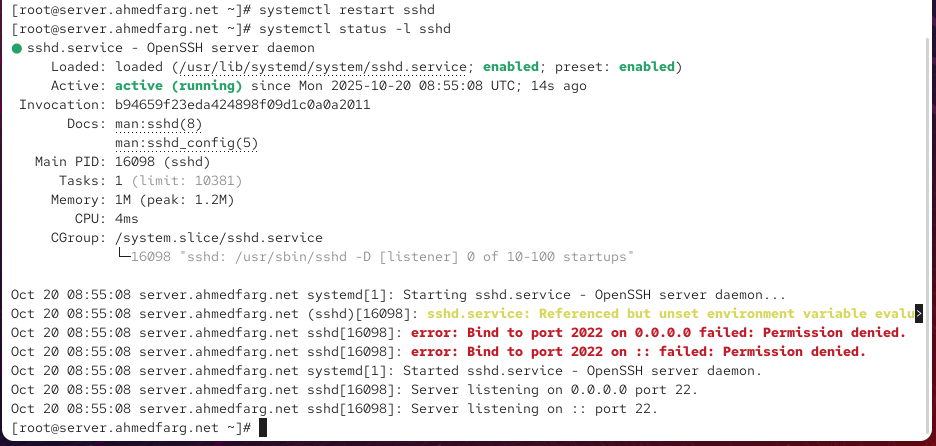 [root@server.ahmedfarg.net ~]# systemctl restart sshd
[root@server.ahmedfarg.net ~]# systemctl status -l sshd
● sshd.service - OpenSSH server daemon
     Loaded: loaded (/usr/lib/systemd/system/sshd.service; enabled; preset: enabled)
     Active: active (running) since Mon 2025-10-20 08:55:08 UTC; 14s ago
 Invocation: b94659f23eda424898f09d1c0a0a2011
       Docs: man:sshd(8)
             man:sshd_config(5)
   Main PID: 16098 (sshd)
      Tasks: 1 (limit: 10381)
     Memory: 1M (peak: 1.2M)
        CPU: 4ms
     CGroup: /system.slice/sshd.service
             └─16098 "sshd: /usr/sbin/sshd -D [listener] 0 of 10-100 startups"

Oct 20 08:55:08 server.ahmedfarg.net systemd[1]: Starting sshd.service - OpenSSH server daemon...
Oct 20 08:55:08 server.ahmedfarg.net (sshd)[16098]: sshd.service: Referenced but unset environment variable evalu>
Oct 20 08:55:08 server.ahmedfarg.net sshd[16098]: error: Bind to port 2022 on 0.0.0.0 failed: Permission denied.
Oct 20 08:55:08 server.ahmedfarg.net sshd[16098]: error: Bind to port 2022 on :: failed: Permission denied.
Oct 20 08:55:08 server.ahmedfarg.net systemd[1]: Started sshd.service - OpenSSH server daemon.
Oct 20 08:55:08 server.ahmedfarg.net sshd[16098]: Server listening on 0.0.0.0 port 22.
Oct 20 08:55:08 server.ahmedfarg.net sshd[16098]: Server listening on :: port 22.
[root@server.ahmedfarg.net ~]#